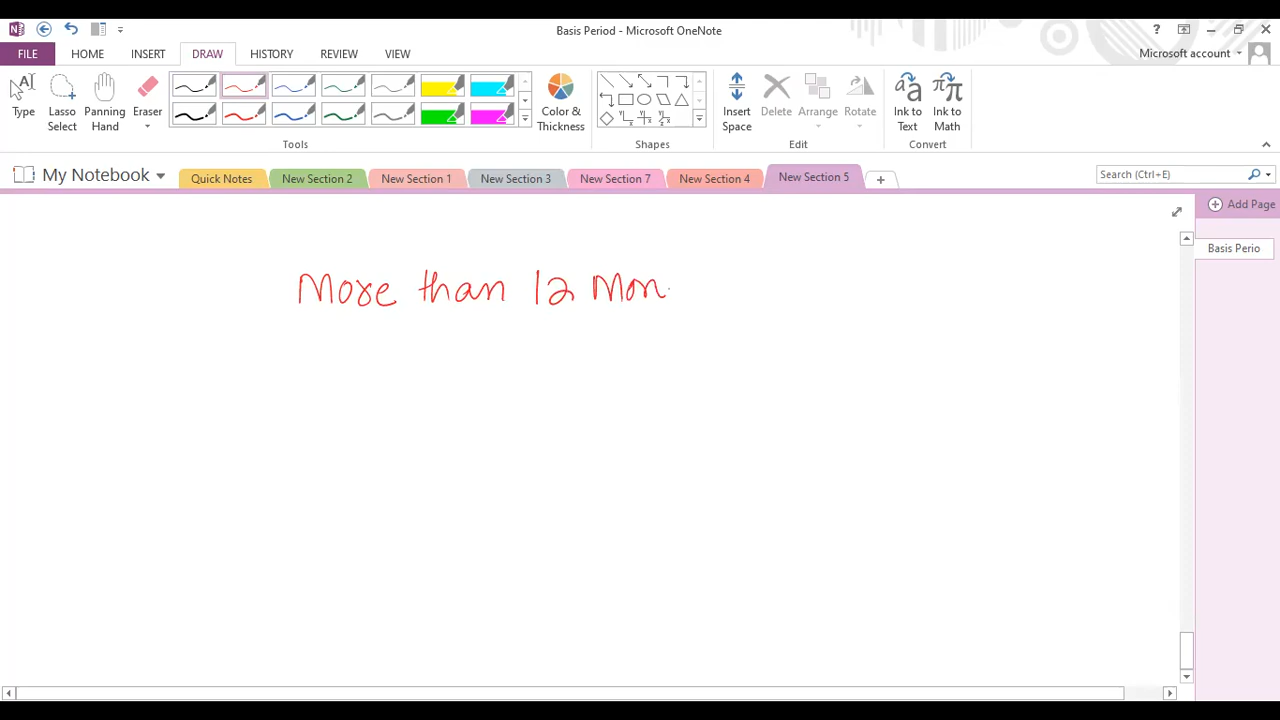 Basis Period - Microsoft OneNote
?
FILE HOME INSERT DRAW HISTORY REVIEW VIEW
Microsoft account
Type
Lasso Select
Panning Hand
Eraser
Color & Thickness
Insert Space
Delete
Arrange
Rotate
Ink to Text
Ink to Math
Tools
Shapes
Edit
Convert
My Notebook
Quick Notes
New Section 2
New Section 1
New Section 3
New Section 7
New Section 4
New Section 5
Search (Ctrl+E)
Add Page
Basis Perio
More than 12 Mon